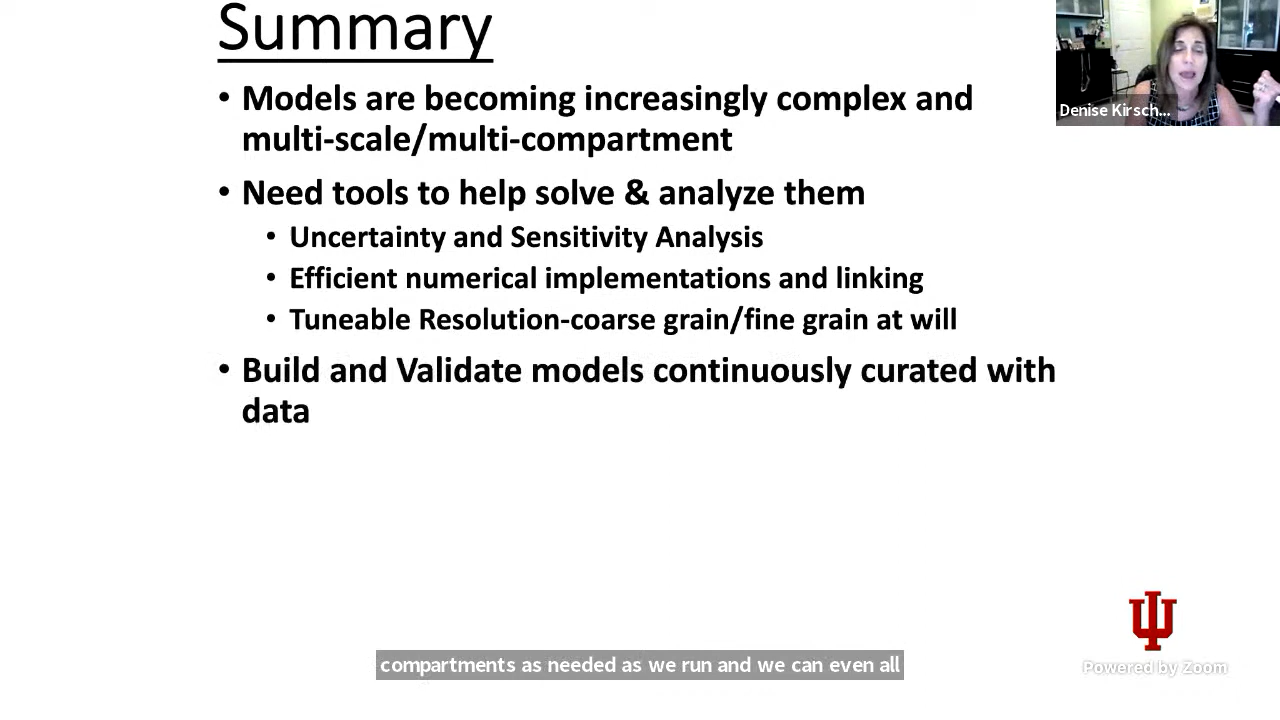 Summary
• Models are becoming increasingly complex and
multi-scale/multi-compartment
• Need tools to help solve & analyze them
• Uncertainty and Sensitivity Analysis
• Efficient numerical implementations and linking
• Tuneable Resolution-coarse grain/fine grain at will
• Build and Validate models continuously curated with
data
Denise Kirsch...
compartments as needed as we run and we can even all
Powered by Zoom